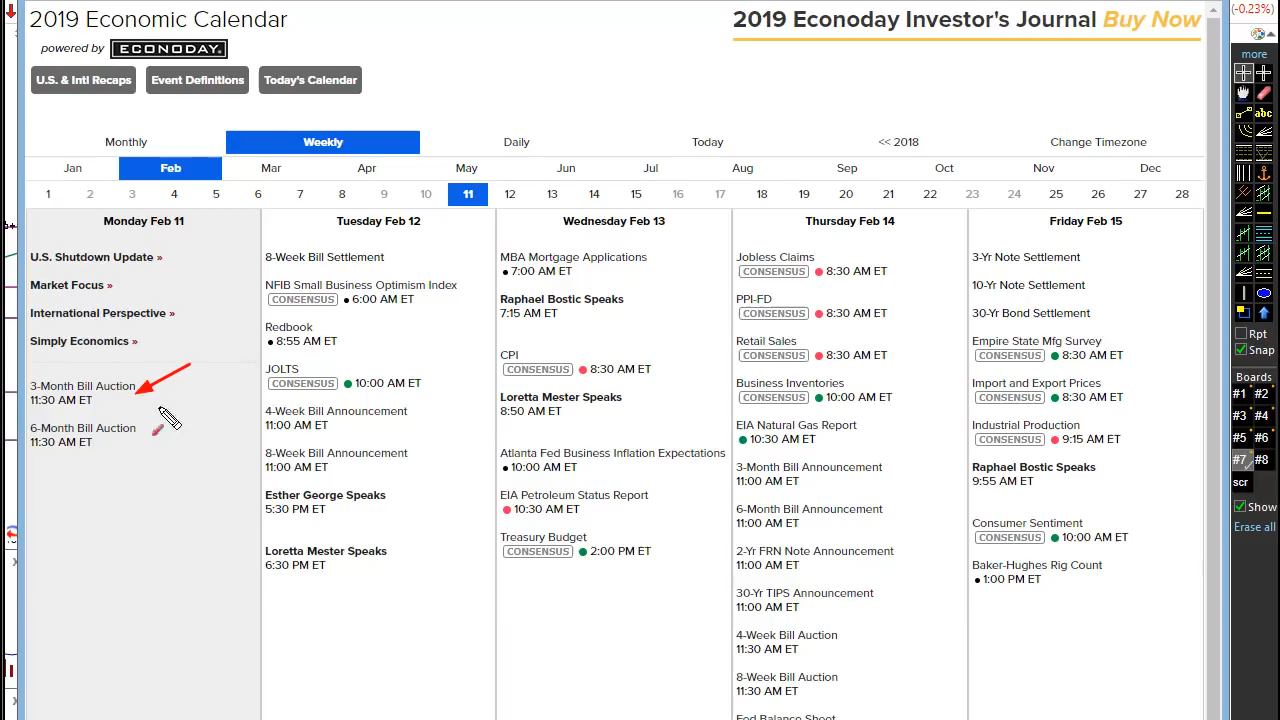 2019 Economic Calendar
powered by ECONODAY
2019 Econoday Investor's Journal Buy Now
(-0.23%)
U.S. & Intl Recaps Event Definitions Today's Calendar
Monthly Weekly Daily Today << 2018 Change Timezone
Jan Feb Mar Apr May Jun Jul Aug Sep Oct Nov Dec
1 2 3 4 5 6 7 8 9 10 11 12 13 14 15 16 17 18 19 20 21 22 23 24 25 26 27 28
Monday Feb 11
U.S. Shutdown Update »
Market Focus »
International Perspective »
Simply Economics »
3-Month Bill Auction
11:30 AM ET
6-Month Bill Auction
11:30 AM ET
Tuesday Feb 12
8-Week Bill Settlement
NFIB Small Business Optimism Index
CONSENSUS 6:00 AM ET
Redbook
8:55 AM ET
JOLTS
CONSENSUS 10:00 AM ET
4-Week Bill Announcement
11:00 AM ET
8-Week Bill Announcement
11:00 AM ET
Esther George Speaks
5:30 PM ET
Loretta Mester Speaks
6:30 PM ET
Wednesday Feb 13
MBA Mortgage Applications
7:00 AM ET
Raphael Bostic Speaks
7:15 AM ET
CPI
CONSENSUS 8:30 AM ET
Loretta Mester Speaks
8:50 AM ET
Atlanta Fed Business Inflation Expectations
10:00 AM ET
EIA Petroleum Status Report
10:30 AM ET
Treasury Budget
CONSENSUS 2:00 PM ET
Thursday Feb 14
Jobless Claims
CONSENSUS 8:30 AM ET
PPI-FD
CONSENSUS 8:30 AM ET
Retail Sales
CONSENSUS 8:30 AM ET
Business Inventories
CONSENSUS 10:00 AM ET
EIA Natural Gas Report
10:30 AM ET
3-Month Bill Announcement
11:00 AM ET
6-Month Bill Announcement
11:00 AM ET
2-Yr FRN Note Announcement
11:00 AM ET
30-Yr TIPS Announcement
11:00 AM ET
4-Week Bill Auction
11:30 AM ET
8-Week Bill Auction
11:30 AM ET
Fed Balance Sheet
Friday Feb 15
3-Yr Note Settlement
10-Yr Note Settlement
30-Yr Bond Settlement
Empire State Mfg Survey
CONSENSUS 8:30 AM ET
Import and Export Prices
CONSENSUS 8:30 AM ET
Industrial Production
CONSENSUS 9:15 AM ET
Raphael Bostic Speaks
9:55 AM ET
Consumer Sentiment
CONSENSUS 10:00 AM ET
Baker-Hughes Rig Count
1:00 PM ET
more
abc
Rpt
Snap
Boards
#1 #2
#3 #4
#5 #6
#7 #8
scr
Show
Erase all